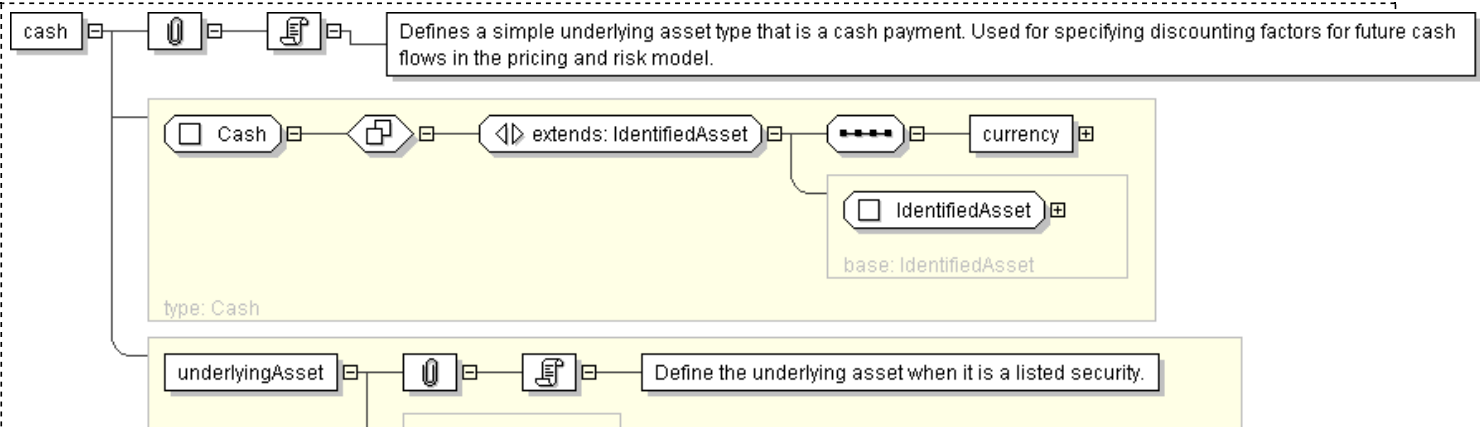 cash
Defines a simple underlying asset type that is a cash payment. Used for specifying discounting factors for future cash
flows in the pricing and risk model.
Cash
extends: IdentifiedAsset
currency
IdentifiedAsset
base: IdentifiedAsset
type: Cash
underlyingAsset
Define the underlying asset when it is a listed security.